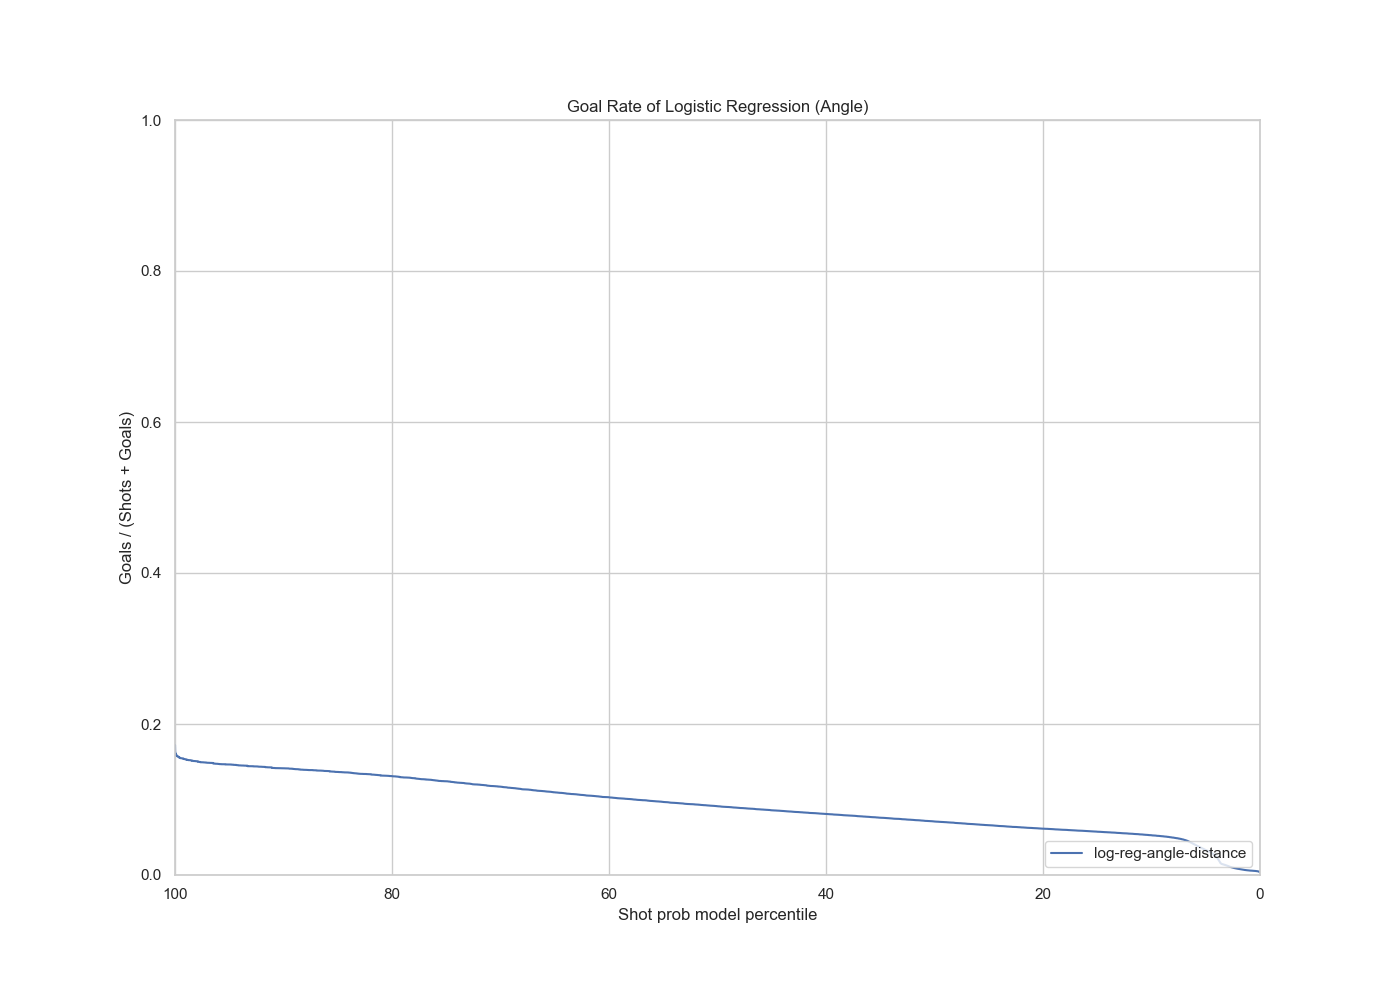 Goal Rate of Logistic Regression (Angle)
1.0
0.8
0.6
0.4
0.2
0.0
Goals / (Shots + Goals)
log-reg-angle-distance
100 80 60 40 20 0
Shot prob model percentile